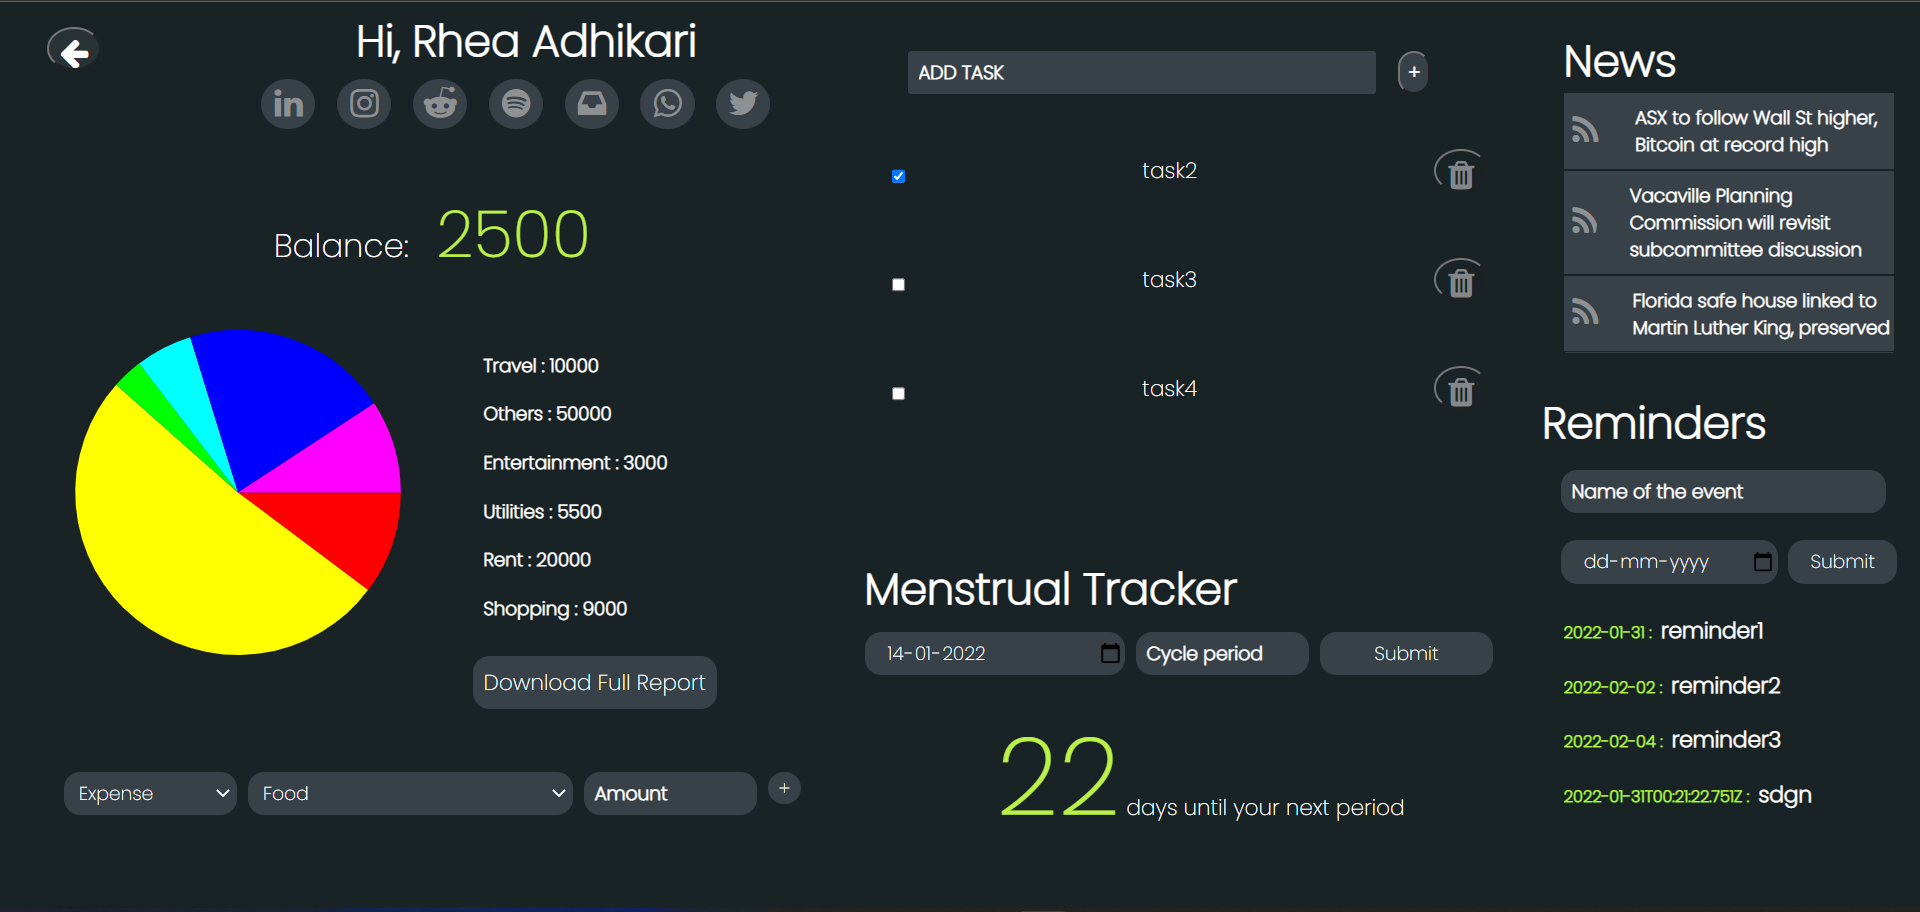 Hi, Rhea Adhikari
Balance: 2500
Travel : 10000
Others : 50000
Entertainment : 3000
Utilities : 5500
Rent : 20000
Shopping : 9000
Download Full Report
Expense
Food
Amount
+
ADD TASK
+
task2
task3
task4
Menstrual Tracker
14-01-2022
Cycle period
Submit
22 days until your next period
News
ASX to follow Wall St higher,
Bitcoin at record high
Vacaville Planning
Commission will revisit
subcommittee discussion
Florida safe house linked to
Martin Luther King, preserved
Reminders
Name of the event
dd-mm-yyyy
Submit
2022-01-31 : reminder1
2022-02-02 : reminder2
2022-02-04 : reminder3
2022-01-31T00:21:22.751Z : sdgn